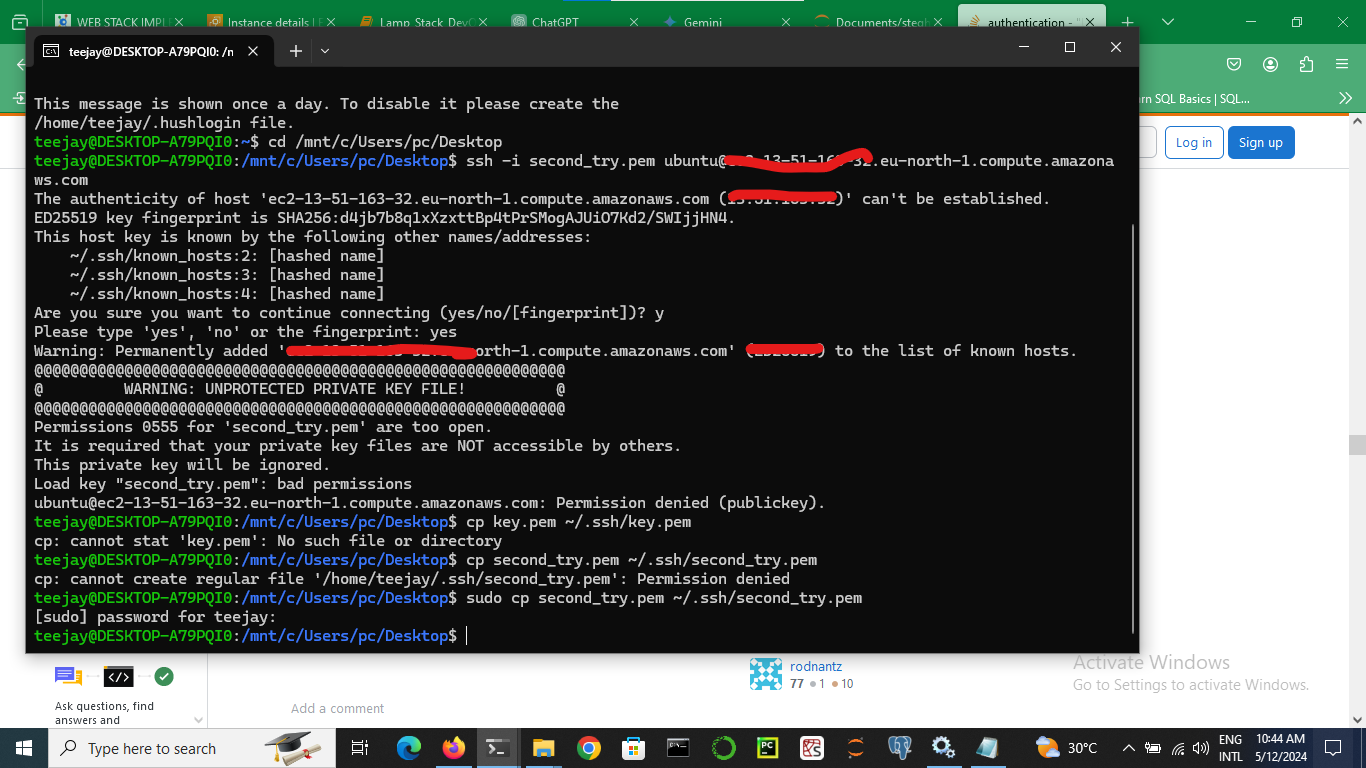 WEB STACK IMPLE
Instance details | E
Lamp_Stack_DevO
ChatGPT
Gemini
Documents/stegh
authentication - "
teejay@DESKTOP-A79PQI0: /n
rn SQL Basics | SQL...
Log in
Sign up
This message is shown once a day. To disable it please create the
/home/teejay/.hushlogin file.
teejay@DESKTOP-A79PQI0:~$ cd /mnt/c/Users/pc/Desktop
teejay@DESKTOP-A79PQI0:/mnt/c/Users/pc/Desktop$ ssh -i second_try.pem ubuntu@ .eu-north-1.compute.amazona
ws.com
The authenticity of host 'ec2-13-51-163-32.eu-north-1.compute.amazonaws.com ( )' can't be established.
ED25519 key fingerprint is SHA256:d4jb7b8q1xXzxttBp4tPrSMogAJUiO7Kd2/SWIjjHN4.
This host key is known by the following other names/addresses:
~/.ssh/known_hosts:2: [hashed name]
~/.ssh/known_hosts:3: [hashed name]
~/.ssh/known_hosts:4: [hashed name]
Are you sure you want to continue connecting (yes/no/[fingerprint])? y
Please type 'yes', 'no' or the fingerprint: yes
Warning: Permanently added ' orth-1.compute.amazonaws.com' ( ) to the list of known hosts.
@@@@@@@@@@@@@@@@@@@@@@@@@@@@@@@@@@@@@@@@@@@@@@@@@@@@@@@@@@@
@ WARNING: UNPROTECTED PRIVATE KEY FILE! @
@@@@@@@@@@@@@@@@@@@@@@@@@@@@@@@@@@@@@@@@@@@@@@@@@@@@@@@@@@@
Permissions 0555 for 'second_try.pem' are too open.
It is required that your private key files are NOT accessible by others.
This private key will be ignored.
Load key "second_try.pem": bad permissions
ubuntu@ec2-13-51-163-32.eu-north-1.compute.amazonaws.com: Permission denied (publickey).
teejay@DESKTOP-A79PQI0:/mnt/c/Users/pc/Desktop$ cp key.pem ~/.ssh/key.pem
cp: cannot stat 'key.pem': No such file or directory
teejay@DESKTOP-A79PQI0:/mnt/c/Users/pc/Desktop$ cp second_try.pem ~/.ssh/second_try.pem
cp: cannot create regular file '/home/teejay/.ssh/second_try.pem': Permission denied
teejay@DESKTOP-A79PQI0:/mnt/c/Users/pc/Desktop$ sudo cp second_try.pem ~/.ssh/second_try.pem
[sudo] password for teejay:
teejay@DESKTOP-A79PQI0:/mnt/c/Users/pc/Desktop$
Ask questions, find
answers and
Add a comment
rodnantz
77 1 10
Activate Windows
Go to Settings to activate Windows.
Type here to search
30°C
ENG
INTL
10:44 AM
5/12/2024